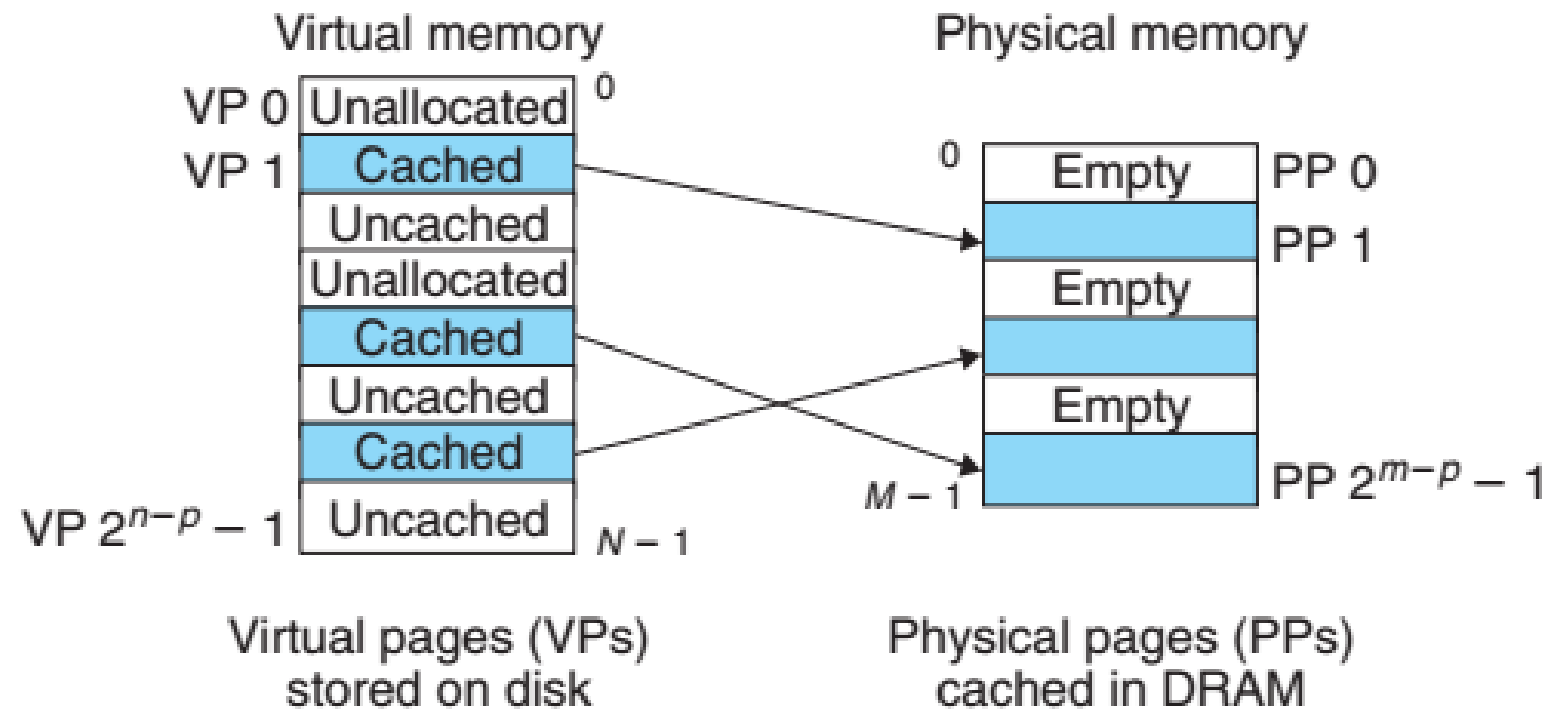 Virtual memory
VP 0
Unallocated
0
VP 1
Cached
Uncached
Unallocated
Cached
Uncached
Cached
VP 2ⁿ⁻ᵖ – 1
Uncached
N – 1
Virtual pages (VPs)
stored on disk
Physical memory
0
Empty
PP 0
PP 1
Empty
Empty
M – 1
PP 2ᵐ⁻ᵖ – 1
Physical pages (PPs)
cached in DRAM